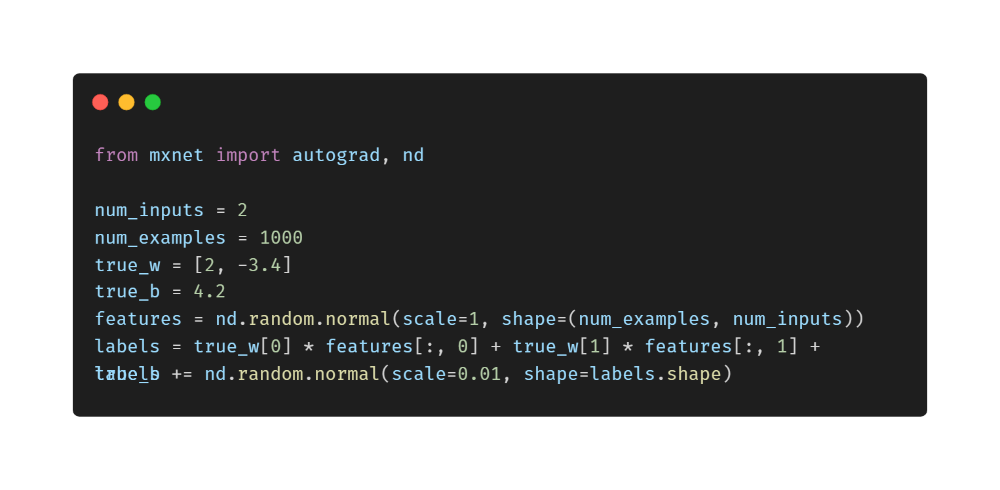 from mxnet import autograd, nd

num_inputs = 2
num_examples = 1000
true_w = [2, -3.4]
true_b = 4.2
features = nd.random.normal(scale=1, shape=(num_examples, num_inputs))
labels = true_w[0] * features[:, 0] + true_w[1] * features[:, 1] +
true_b
labels += nd.random.normal(scale=0.01, shape=labels.shape)